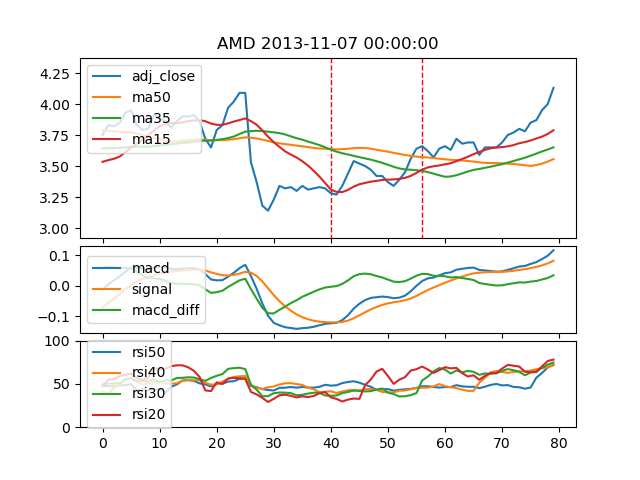 AMD 2013-11-07 00:00:00
4.25
4.00
3.75
3.50
3.25
3.00
adj_close
ma50
ma35
ma15
0.1
0.0
−0.1
macd
signal
macd_diff
100
50
0
rsi50
rsi40
rsi30
rsi20
0 10 20 30 40 50 60 70 80